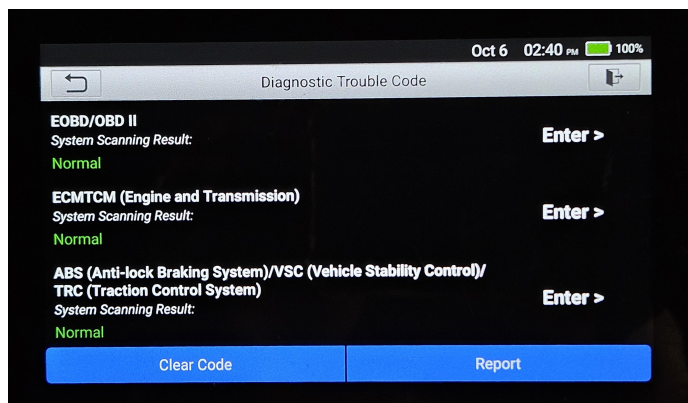 Oct 6 02:40 PM 100%
Diagnostic Trouble Code
EOBD/OBD II
System Scanning Result:
Enter >
Normal
ECMTCM (Engine and Transmission)
System Scanning Result:
Enter >
Normal
ABS (Anti-lock Braking System)/VSC (Vehicle Stability Control)/
TRC (Traction Control System)
Enter >
System Scanning Result:
Normal
Clear Code Report